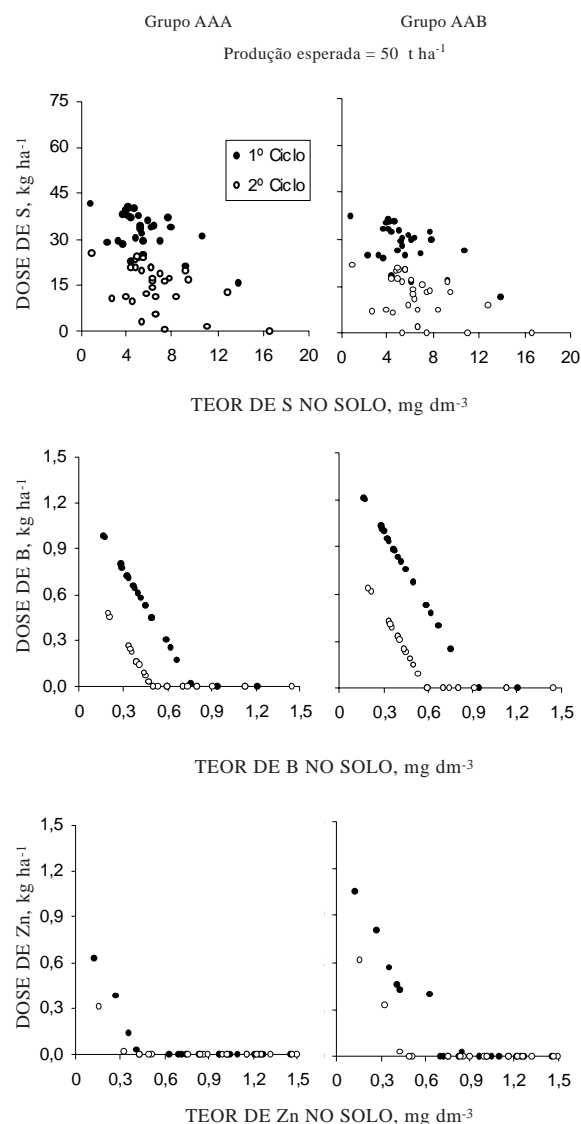 Grupo AAA Grupo AAB
Produção esperada = 50 t ha-1
DOSE DE S, kg ha-1
75
60
45
30
15
0
1º Ciclo
2º Ciclo
0 4 8 12 16 20
0 4 8 12 16 20
TEOR DE S NO SOLO, mg dm-3
DOSE DE B, kg ha-1
1,5
1,2
0,9
0,6
0,3
0,0
0 0,3 0,6 0,9 1,2 1,5
0 0,3 0,6 0,9 1,2 1,5
TEOR DE B NO SOLO, mg dm-3
DOSE DE Zn, kg ha-1
1,5
1,2
0,9
0,6
0,3
0,0
0 0,3 0,6 0,9 1,2 1,5
0 0,3 0,6 0,9 1,2 1,5
TEOR DE Zn NO SOLO, mg dm-3